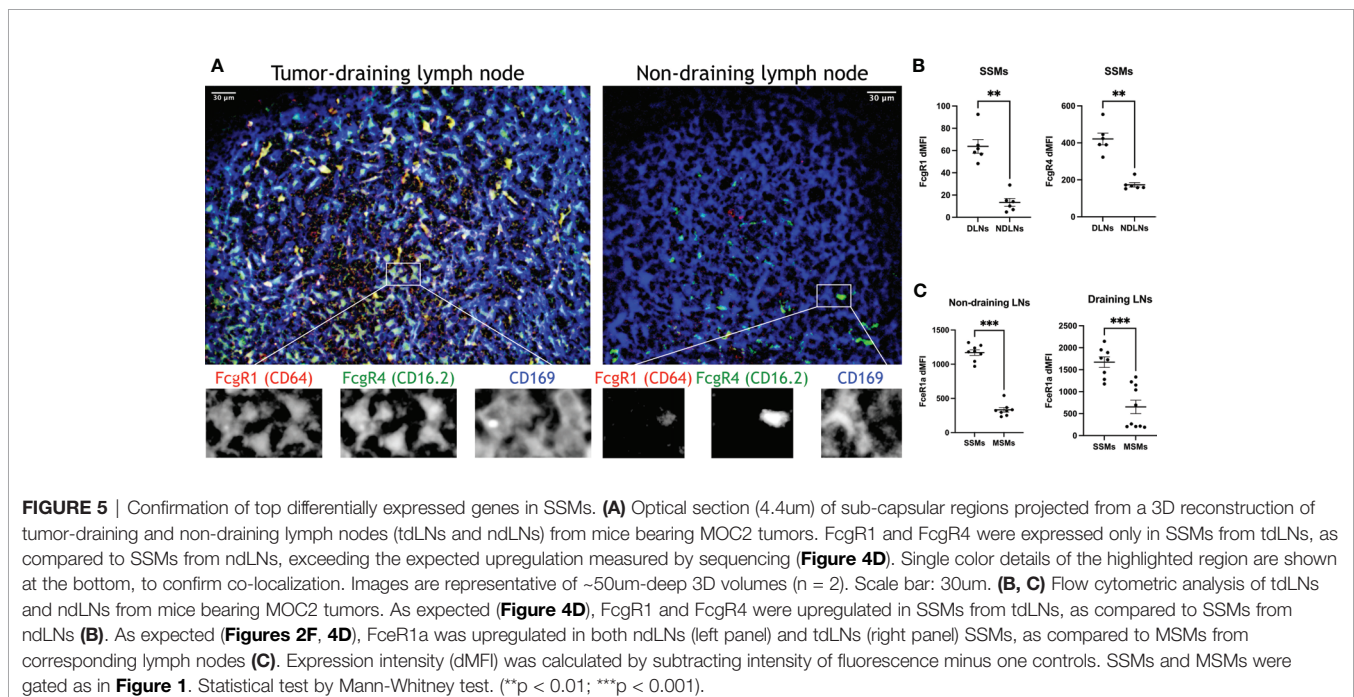 A
Tumor-draining lymph node
Non-draining lymph node
30 µm
30 µm
FcgR1 (CD64)
FcgR4 (CD16.2)
CD169
FcgR1 (CD64)
FcgR4 (CD16.2)
CD169
B
SSMs
**
FcgR1 dMFI
100
80
60
40
20
0
DLNs
NDLNs
SSMs
**
FcgR4 dMFI
600
400
200
0
DLNs
NDLNs
C
Non-draining LNs
***
FceR1a dMFI
1500
1000
500
0
SSMs
MSMs
Draining LNs
***
FceR1a dMFI
2500
2000
1500
1000
500
0
SSMs
MSMs
FIGURE 5 | Confirmation of top differentially expressed genes in SSMs. (A) Optical section (4.4um) of sub-capsular regions projected from a 3D reconstruction of
tumor-draining and non-draining lymph nodes (tdLNs and ndLNs) from mice bearing MOC2 tumors. FcgR1 and FcgR4 were expressed only in SSMs from tdLNs, as
compared to SSMs from ndLNs, exceeding the expected upregulation measured by sequencing (Figure 4D). Single color details of the highlighted region are shown
at the bottom, to confirm co-localization. Images are representative of ~50um-deep 3D volumes (n = 2). Scale bar: 30um. (B, C) Flow cytometric analysis of tdLNs
and ndLNs from mice bearing MOC2 tumors. As expected (Figure 4D), FcgR1 and FcgR4 were upregulated in SSMs from tdLNs, as compared to SSMs from
ndLNs (B). As expected (Figures 2F, 4D), FceR1a was upregulated in both ndLNs (left panel) and tdLNs (right panel) SSMs, as compared to MSMs from
corresponding lymph nodes (C). Expression intensity (dMFI) was calculated by subtracting intensity of fluorescence minus one controls. SSMs and MSMs were
gated as in Figure 1. Statistical test by Mann-Whitney test. (**p < 0.01; ***p < 0.001).